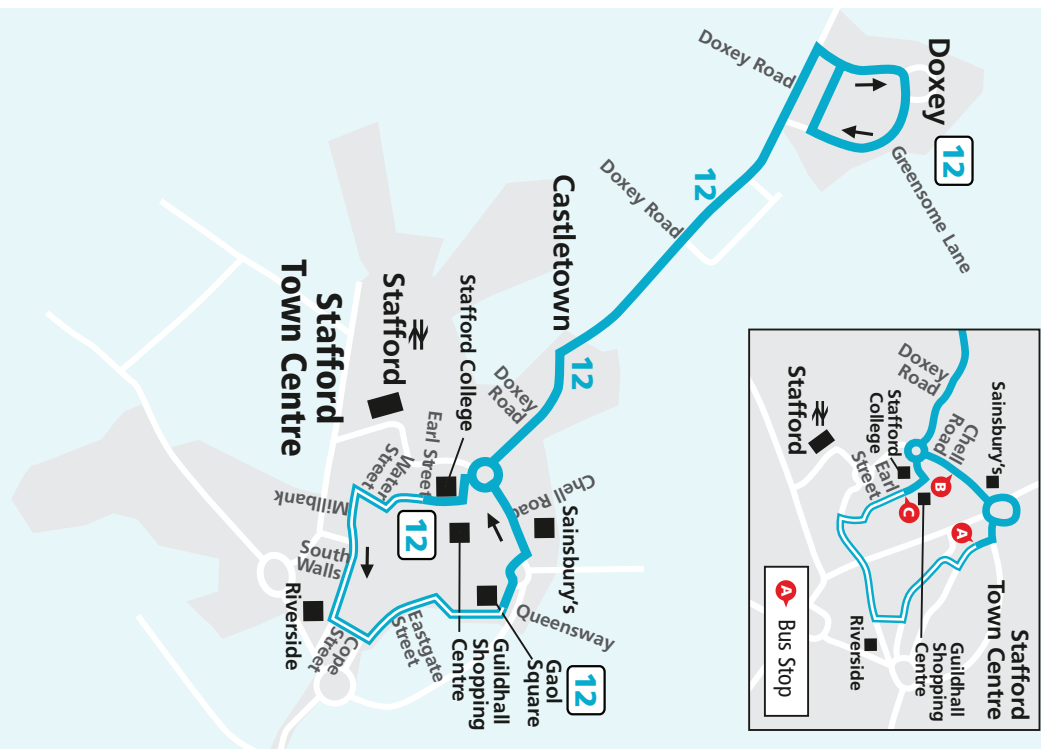 Doxey
12
Doxey Road
Greensome Lane
12
Doxey Road
Castletown
12
Doxey
Road
Stafford College
Stafford
Stafford
Town Centre
Earl Street
Water
Street
Millbank
South
Walls
Riverside
Cope
Street
Eastgate
Street
12
Chell Road
Sainsbury's
Queensway
Gaol
Square
12
Guildhall
Shopping
Centre
Doxey
Road
Sainsbury's
Chell
Road
Stafford
College
Stafford
Earl
Street
B
C
A
Stafford
Town Centre
Guildhall
Shopping
Centre
Riverside
A Bus Stop